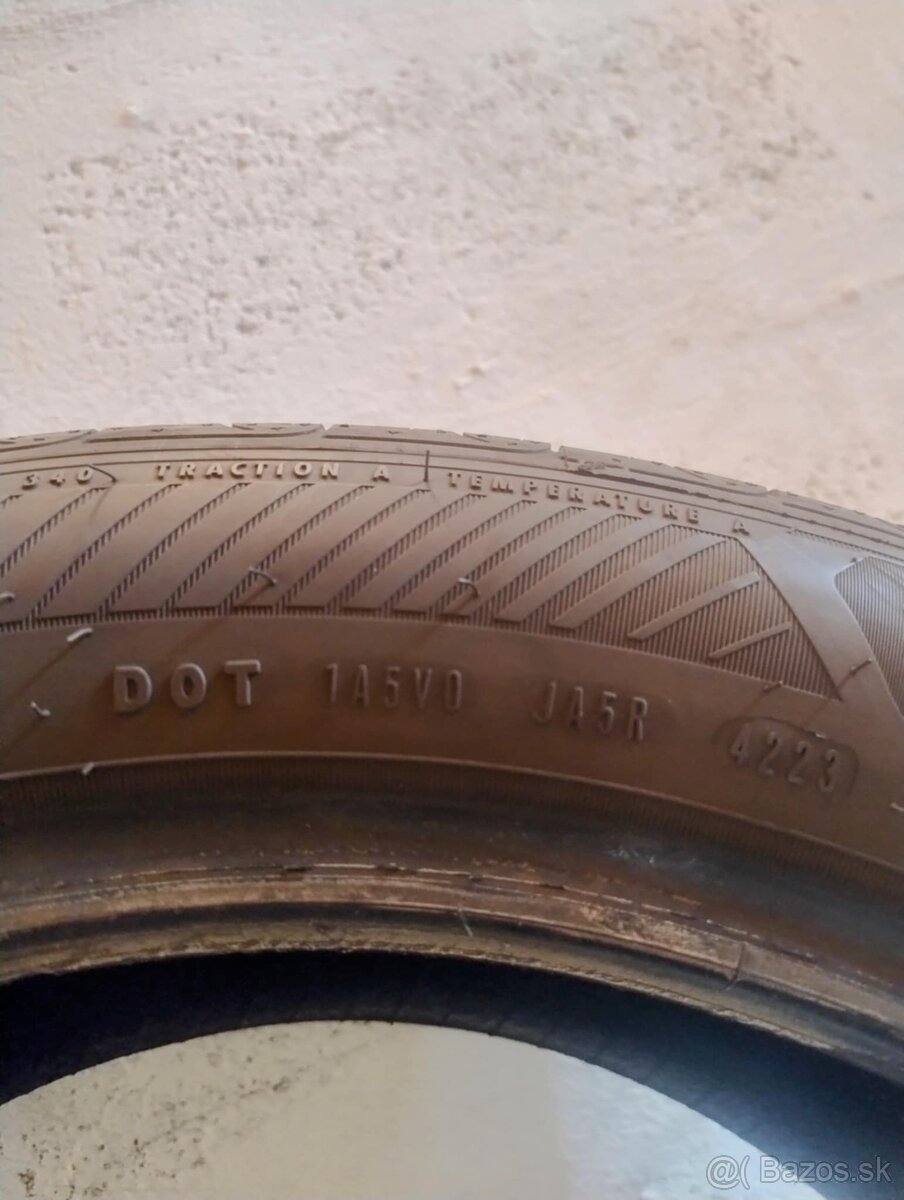 340 TRACTION A TEMPERATURE A
DOT 1A5V0 JA5R 4223
@( Bazos.sk